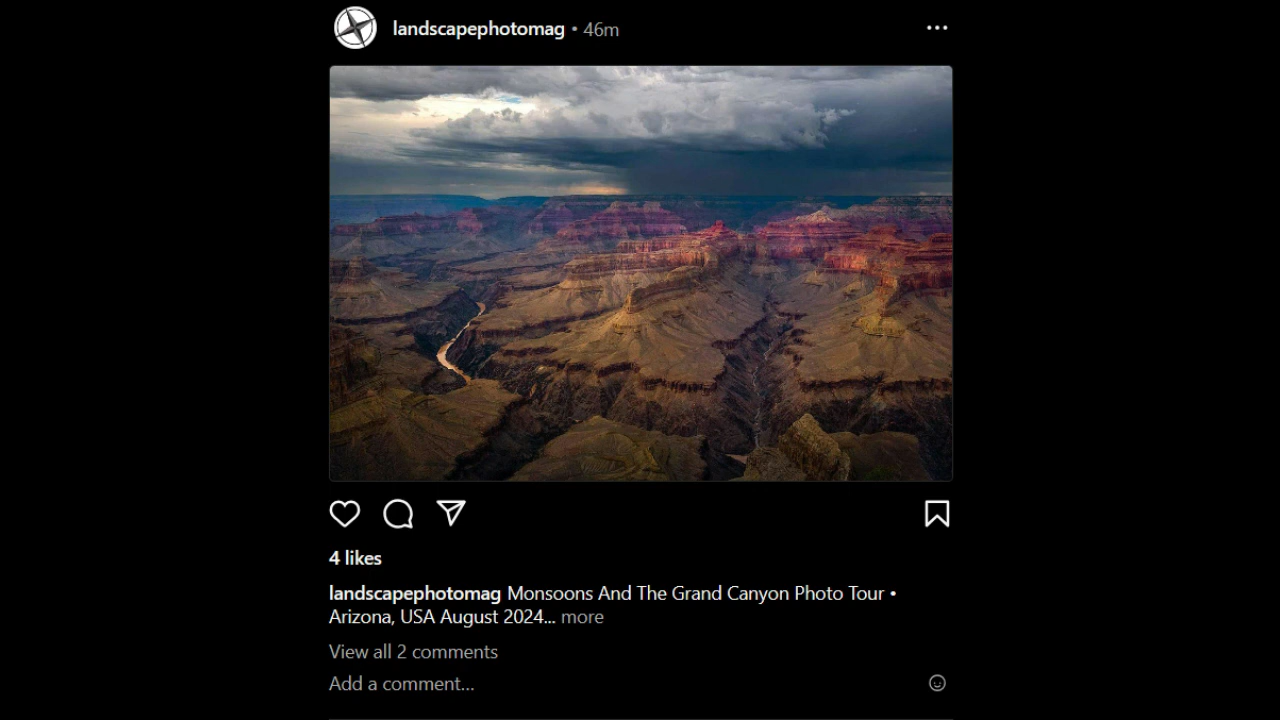 landscapephotomag • 46m
4 likes
landscapephotomag Monsoons And The Grand Canyon Photo Tour •
Arizona, USA August 2024... more
View all 2 comments
Add a comment...